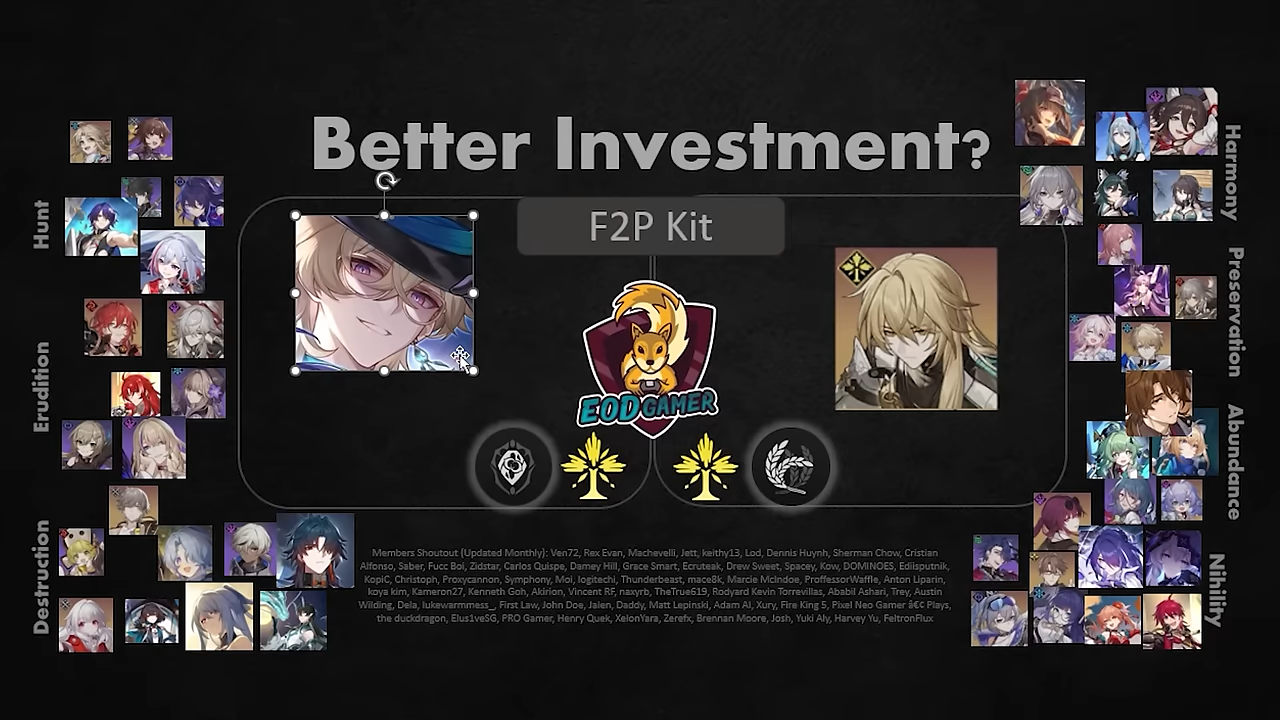 Better Investment?
F2P Kit
EODGAMER
Hunt
Erudition
Destruction
Harmony
Preservation
Abundance
Nihility
Members Shoutout (Updated Monthly): Ven72, Rex Evan, Machevelli, Jett, keithy13, Lod, Dennis Huynh, Sherman Chow, Cristian
Alfonso, Saber, Fucc Boi, Zidstar, Carlos Quispe, Damey Hill, Grace Smart, Ecruteak, Drew Sweet, Spacey, Kow, DOMINOES, Ediisputnik,
KopiC, Christoph, Proxycannon, Symphony, Moi, logitechi, Thunderbeast, mace8k, Marcie McIndoe, ProffessorWaffle, Anton Liparin,
koya kim, Kameron27, Kenneth Goh, Akirion, Vincent RF, naxyrb, TheTrue619, Rodyard Kevin Torrevillas, Ababil Ashari, Trey, Austin
Wilding, Dela, lukewarmmess_, First Law, John Doe, Jalen, Daddy, Matt Lepinski, Adam Al, Xury, Fire King 5, Pixel Neo Gamer â€¢ Plays,
the duckdragon, Elus1veSG, PRO Gamer, Henry Quek, XelonYara, Zerefx, Brennan Moore, Josh, Yuki Aly, Harvey Yu, FeltronFlux